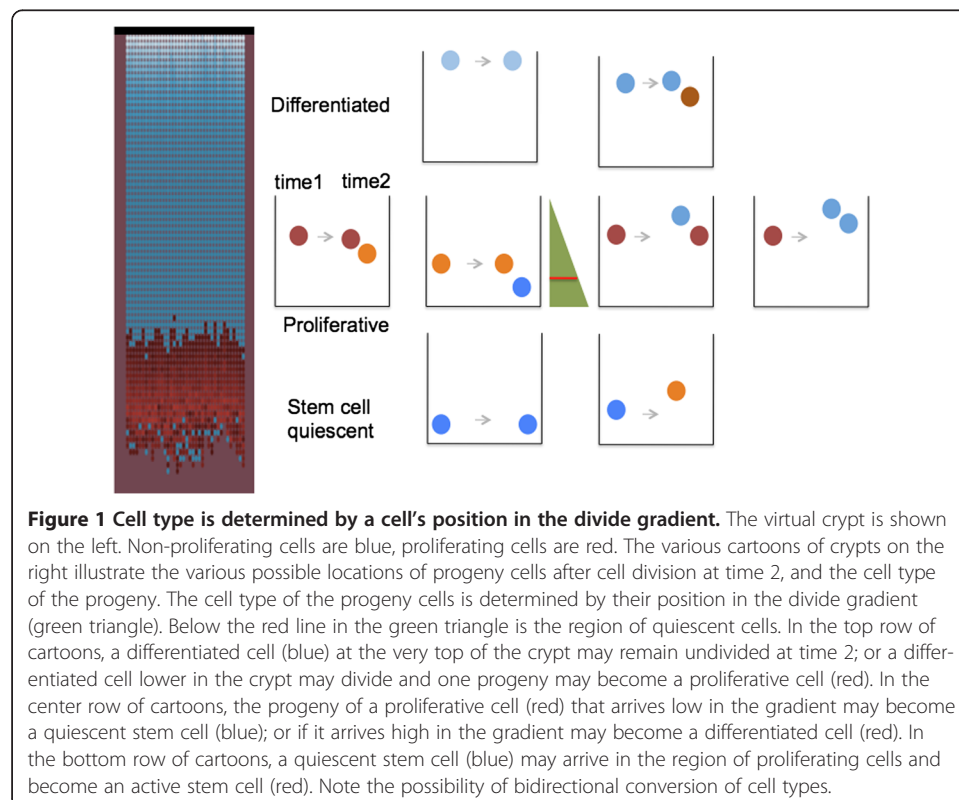 Differentiated
time1 time2
Proliferative
Stem cell
quiescent
Figure 1 Cell type is determined by a cell's position in the divide gradient. The virtual crypt is shown
on the left. Non-proliferating cells are blue, proliferating cells are red. The various cartoons of crypts on the
right illustrate the various possible locations of progeny cells after cell division at time 2, and the cell type
of the progeny. The cell type of the progeny cells is determined by their position in the divide gradient
(green triangle). Below the red line in the green triangle is the region of quiescent cells. In the top row of
cartoons, a differentiated cell (blue) at the very top of the crypt may remain undivided at time 2; or a differ-
entiated cell lower in the crypt may divide and one progeny may become a proliferative cell (red). In the
center row of cartoons, the progeny of a proliferative cell (red) that arrives low in the gradient may become
a quiescent stem cell (blue); or if it arrives high in the gradient may become a differentiated cell (red). In
the bottom row of cartoons, a quiescent stem cell (blue) may arrive in the region of proliferating cells and
become an active stem cell (red). Note the possibility of bidirectional conversion of cell types.